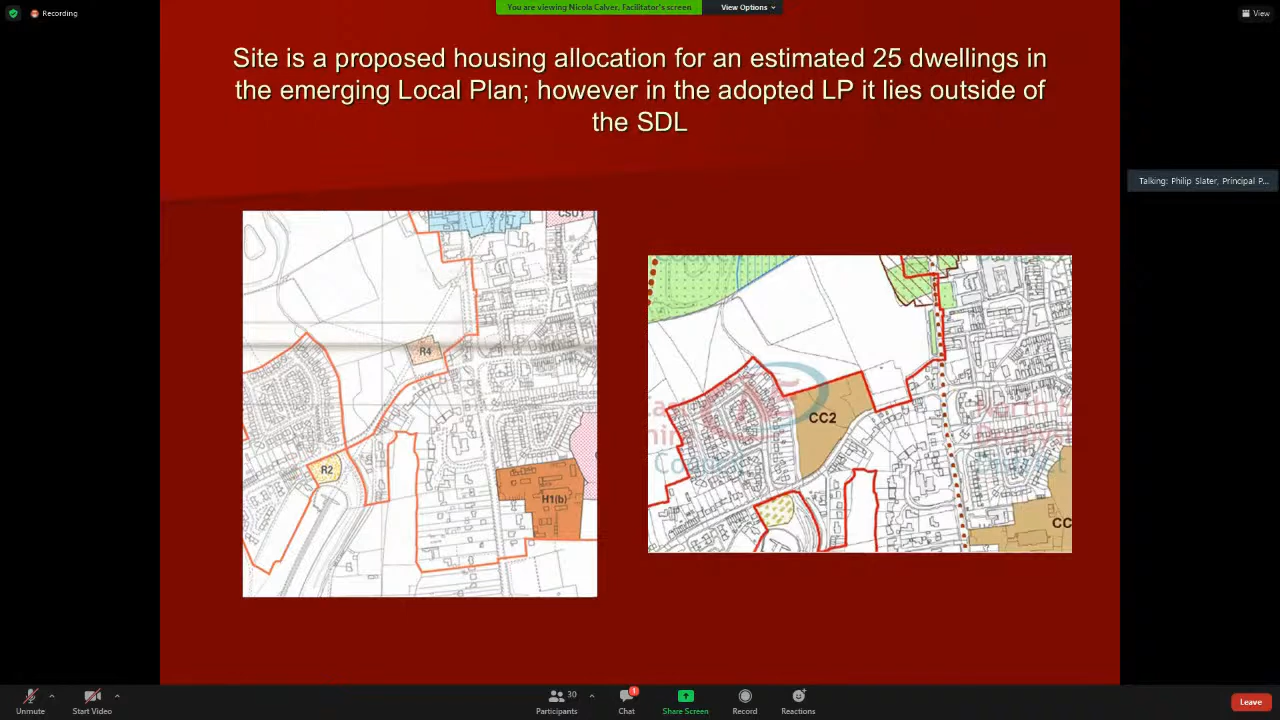 You are viewing Nicola Calver, Facilitator's screen
View Options
Recording
View
Site is a proposed housing allocation for an estimated 25 dwellings in
the emerging Local Plan; however in the adopted LP it lies outside of
the SDL
Talking: Philip Slater, Principal P...
R4
R2
H1(b)
CC2
CC
Unmute
Start Video
30
Participants
1
Chat
Share Screen
Record
Reactions
Leave